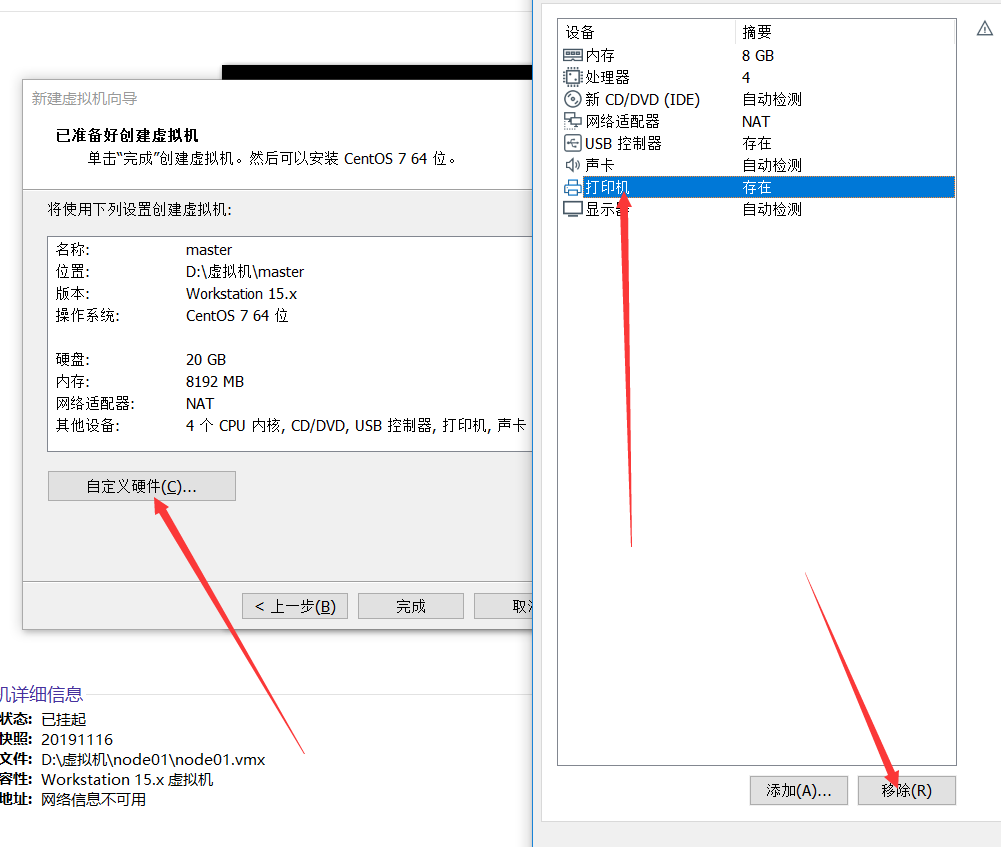 新建虚拟机向导
已准备好创建虚拟机
单击“完成”创建虚拟机。然后可以安装 CentOS 7 64 位。
将使用下列设置创建虚拟机:
名称: master
位置: D:\虚拟机\master
版本: Workstation 15.x
操作系统: CentOS 7 64 位
硬盘: 20 GB
内存: 8192 MB
网络适配器: NAT
其他设备: 4 个 CPU 内核, CD/DVD, USB 控制器, 打印机, 声卡
自定义硬件(C)...
< 上一步(B) 完成 取
机详细信息
状态: 已挂起
快照: 20191116
文件: D:\虚拟机\node01\node01.vmx
容性: Workstation 15.x 虚拟机
地址: 网络信息不可用
设备 摘要
内存 8 GB
处理器 4
新 CD/DVD (IDE) 自动检测
网络适配器 NAT
USB 控制器 存在
声卡 自动检测
打印机 存在
显示器 自动检测
添加(A)... 移除(R)